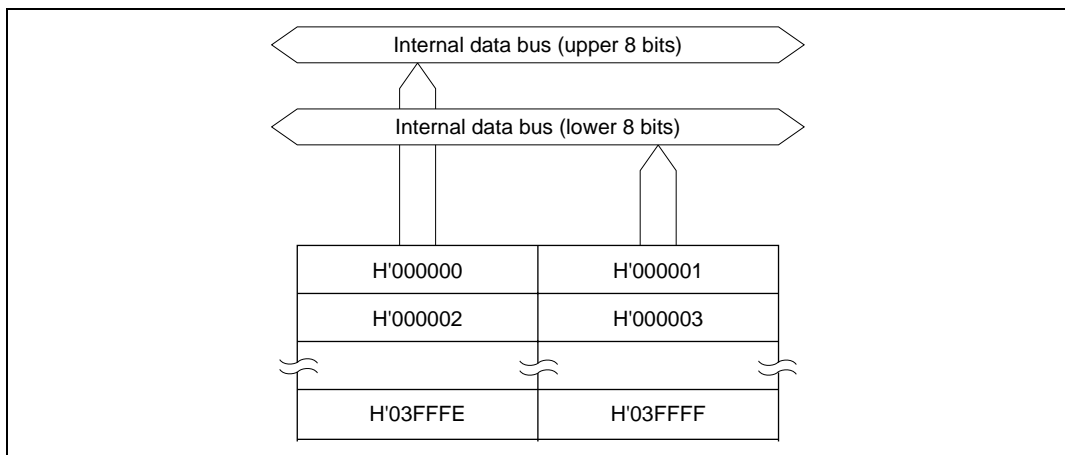 Internal data bus (upper 8 bits)
Internal data bus (lower 8 bits)
H'000000 H'000001
H'000002 H'000003
H'03FFFE H'03FFFF